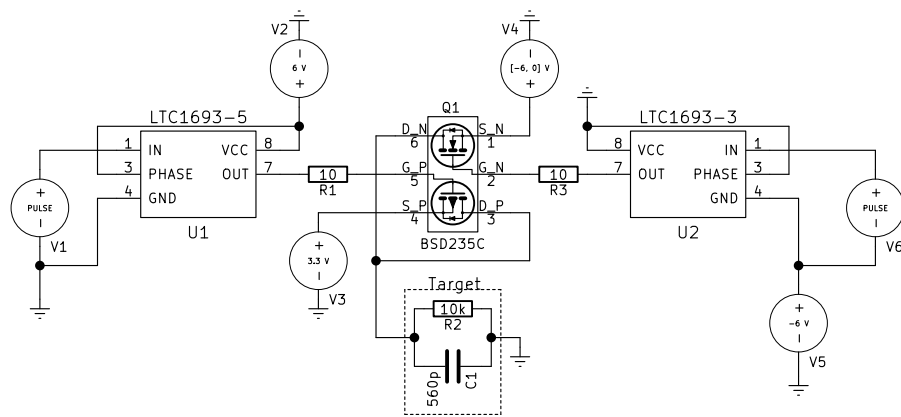 V2
6 V
V4
[-6, 0] V
LTC1693-5
1 IN
VCC 8
3 PHASE
OUT 7
4 GND
U1
PULSE
V1
10
R1
3.3 V
V3
Q1
D_N
6
S_N
1
G_P
5
G_N
2
S_P
4
D_P
3
BSD235C
10
R3
LTC1693-3
8 VCC
IN 1
7 OUT
PHASE 3
GND 4
U2
PULSE
V6
-6 V
V5
Target
10k
R2
560p
C1